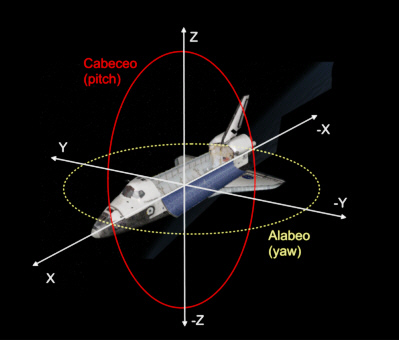 Z
Cabeceo
(pitch)
-X
Y
-Y
Alabeo
(yaw)
X
-Z